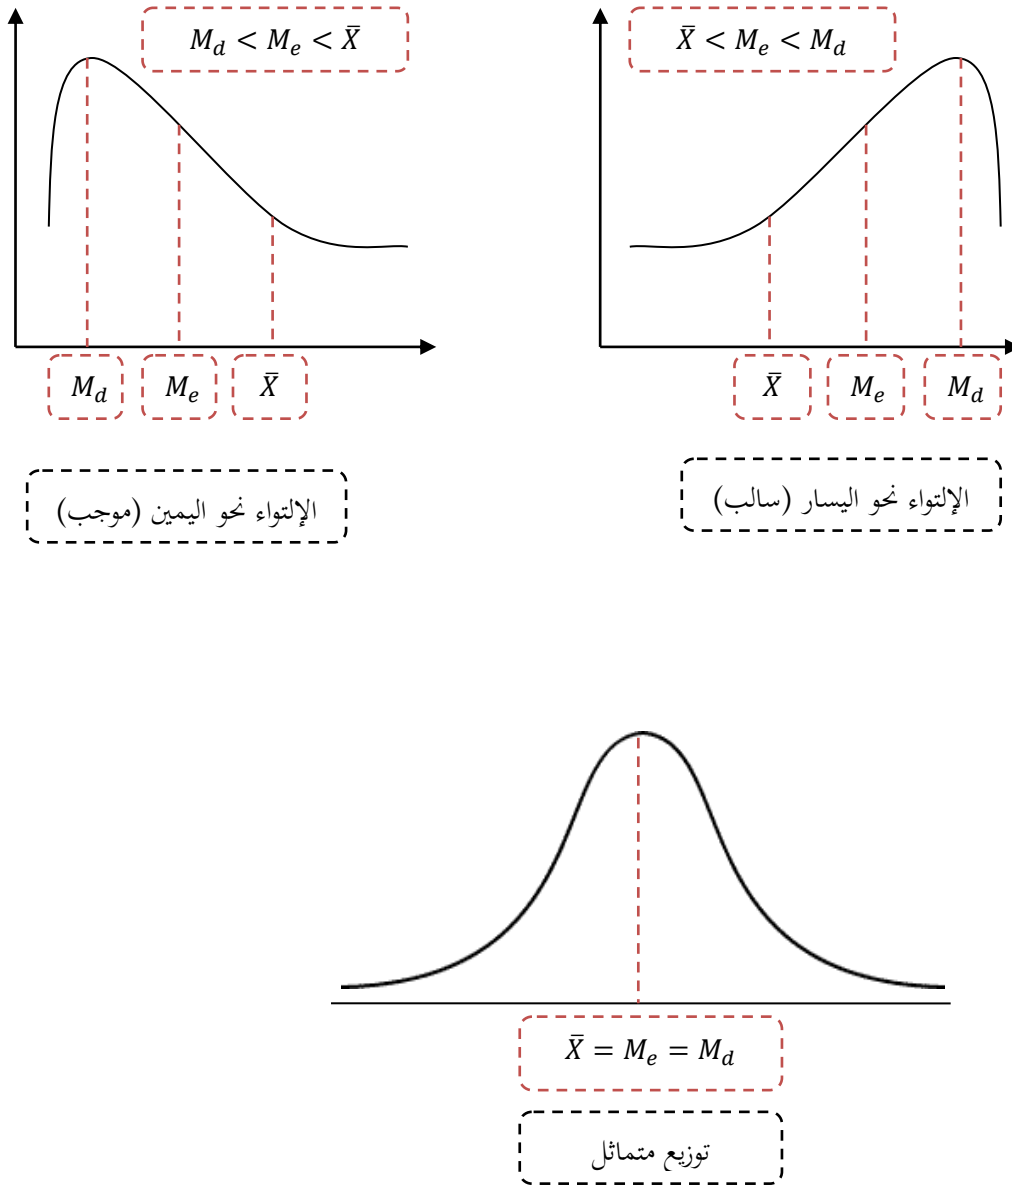 M_d < M_e < X̄
X̄ < M_e < M_d
M_d
M_e
X̄
X̄
M_e
M_d
الإلتواء نحو اليمين (موجب)
الإلتواء نحو اليسار (سالب)
X̄ = M_e = M_d
توزيع متماثل